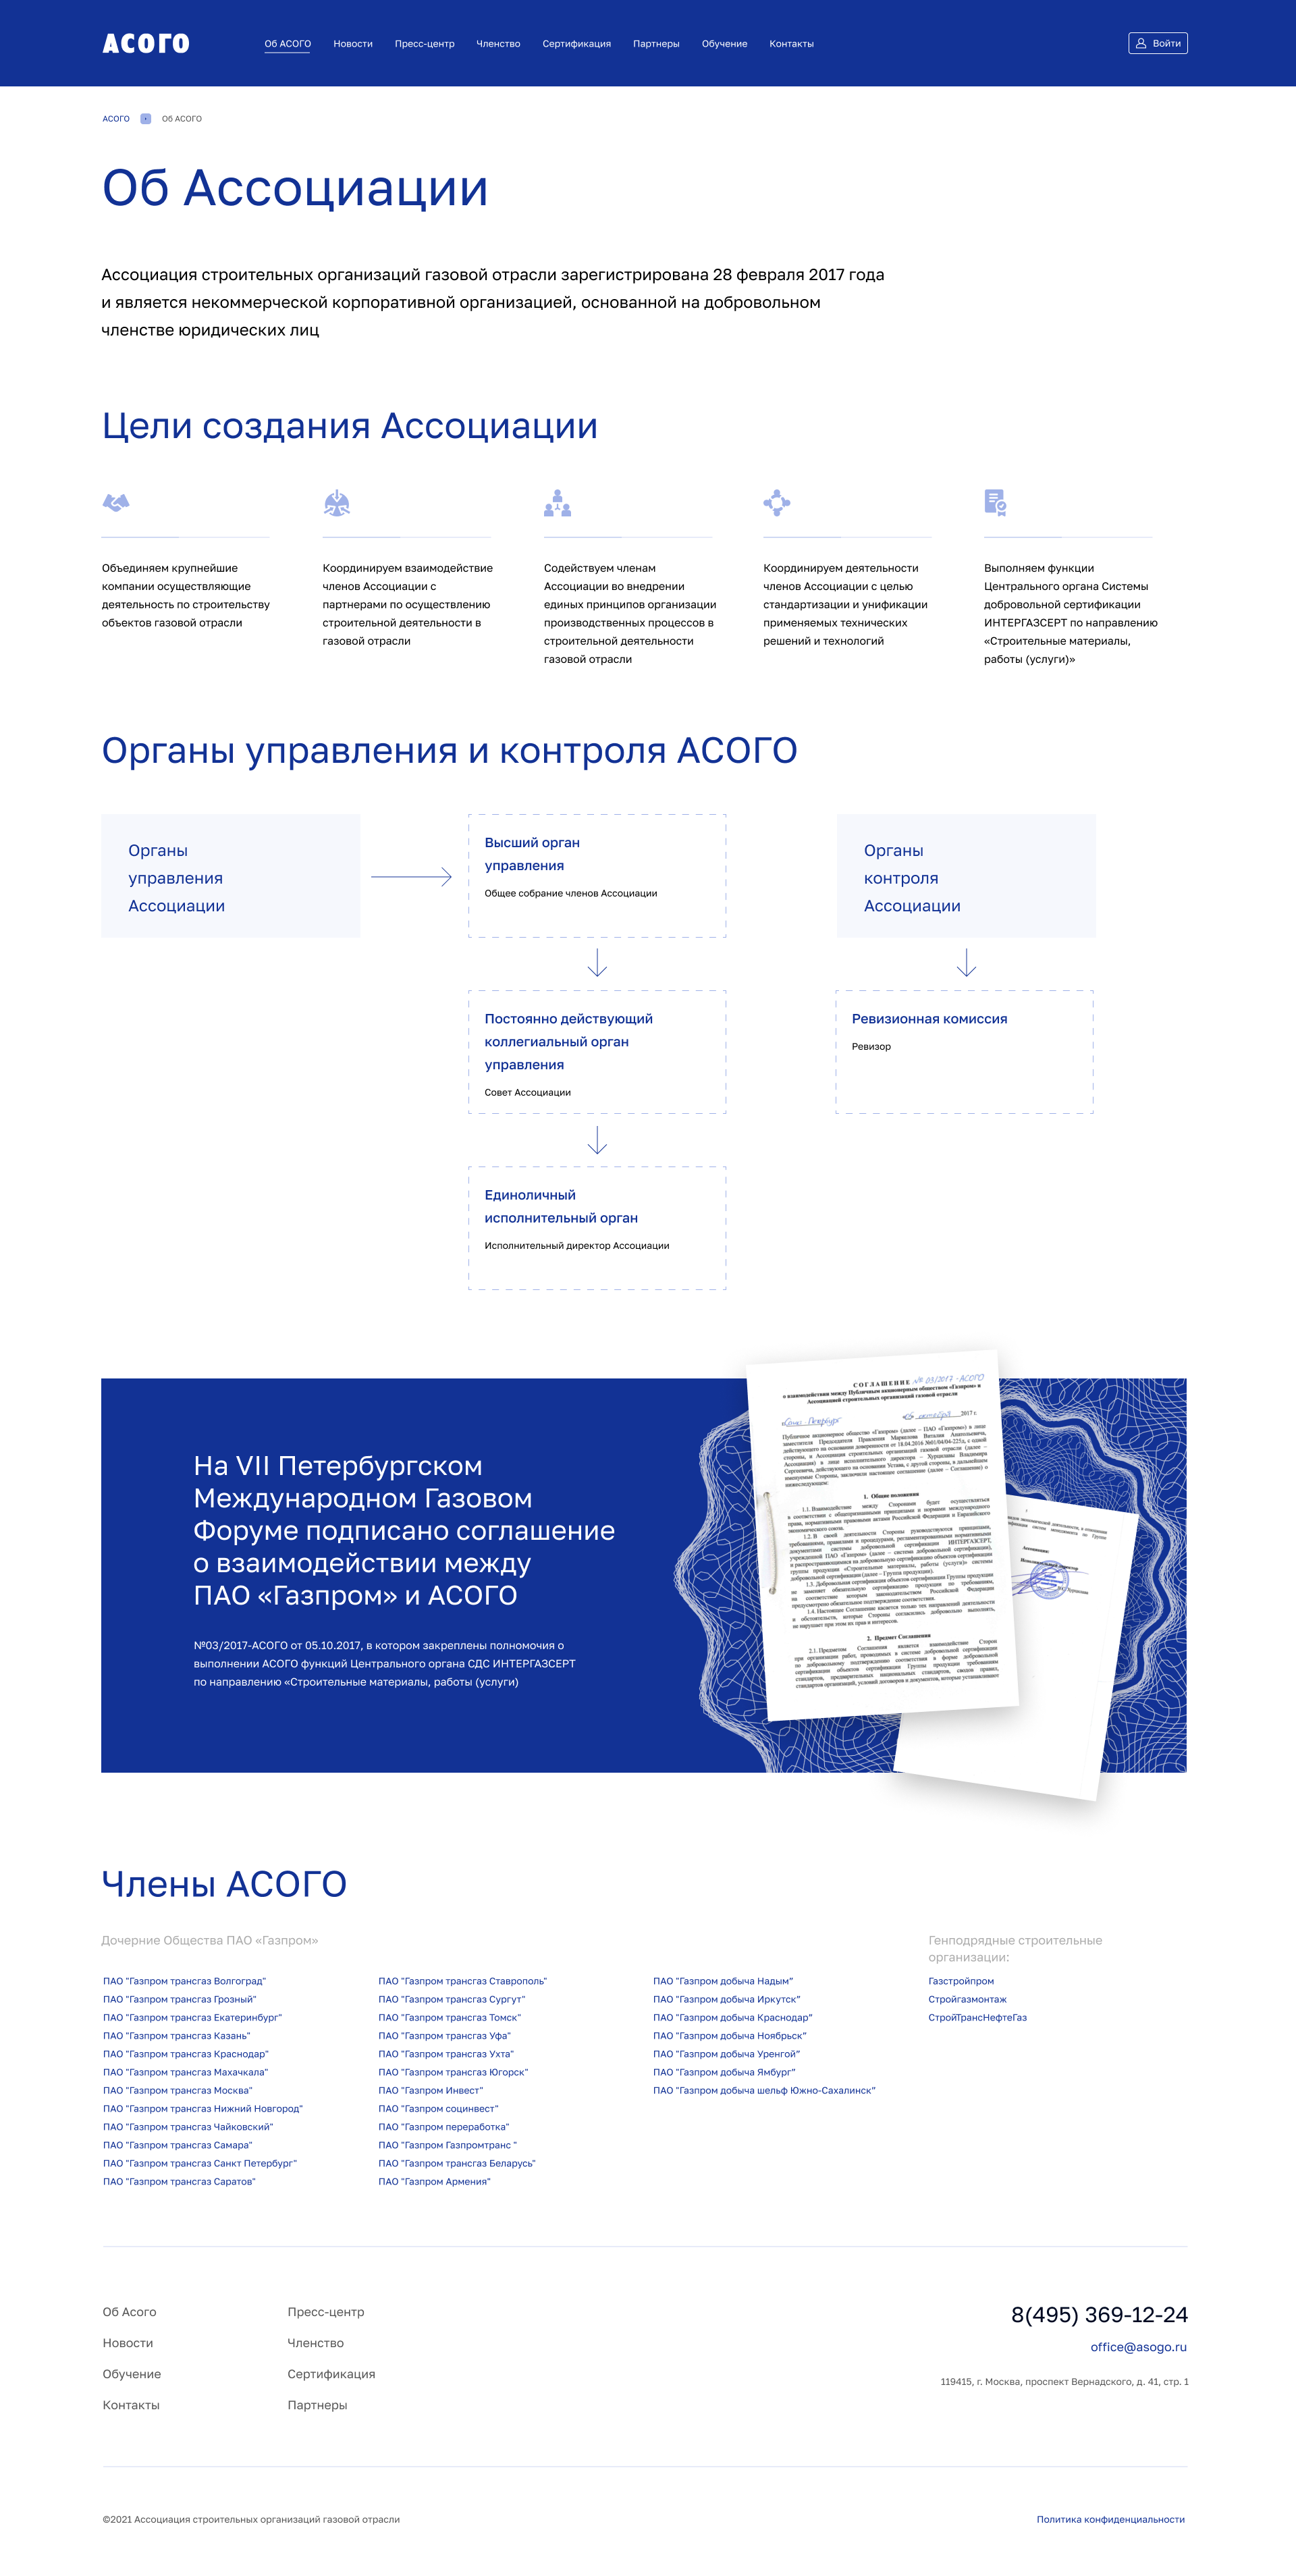 АСОГО
Об АСОГО
Новости
Пресс-центр
Членство
Сертификация
Партнеры
Обучение
Контакты
Войти
АСОГО
Об АСОГО
Об Ассоциации
Ассоциация строительных организаций газовой отрасли зарегистрирована 28 февраля 2017 года
и является некоммерческой корпоративной организацией, основанной на добровольном
членстве юридических лиц
Цели создания Ассоциации
Объединяем крупнейшие
компании осуществляющие
деятельность по строительству
объектов газовой отрасли
Координируем взаимодействие
членов Ассоциации с
партнерами по осуществлению
строительной деятельности в
газовой отрасли
Содействуем членам
Ассоциации во внедрении
единых принципов организации
производственных процессов в
строительной деятельности
газовой отрасли
Координируем деятельности
членов Ассоциации с целью
стандартизации и унификации
применяемых технических
решений и технологий
Выполняем функции
Центрального органа Системы
добровольной сертификации
ИНТЕРГАЗСЕРТ по направлению
«Строительные материалы,
работы (услуги)»
Органы управления и контроля АСОГО
Органы
управления
Ассоциации
Высший орган
управления
Общее собрание членов Ассоциации
Постоянно действующий
коллегиальный орган
управления
Совет Ассоциации
Единоличный
исполнительный орган
Исполнительный директор Ассоциации
Органы
контроля
Ассоциации
Ревизионная комиссия
Ревизор
На VII Петербургском
Международном Газовом
Форуме подписано соглашение
о взаимодействии между
ПАО «Газпром» и АСОГО
№03/2017-АСОГО от 05.10.2017, в котором закреплены полномочия о
выполнении АСОГО функций Центрального органа СДС ИНТЕРГАЗСЕРТ
по направлению «Строительные материалы, работы (услуги)
СОГЛАШЕНИЕ № 03/2017 -АСОГО
о взаимодействии между Публичным акционерным обществом «Газпром» и
Ассоциацией строительных организаций газовой отрасли
2017 г.
1. Общие положения
2. Предмет Соглашения
Члены АСОГО
Дочерние Общества ПАО «Газпром»
ПАО "Газпром трансгаз Волгоград"
ПАО "Газпром трансгаз Грозный"
ПАО "Газпром трансгаз Екатеринбург"
ПАО "Газпром трансгаз Казань"
ПАО "Газпром трансгаз Краснодар"
ПАО "Газпром трансгаз Махачкала"
ПАО "Газпром трансгаз Москва"
ПАО "Газпром трансгаз Нижний Новгород"
ПАО "Газпром трансгаз Чайковский"
ПАО "Газпром трансгаз Самара"
ПАО "Газпром трансгаз Санкт Петербург"
ПАО "Газпром трансгаз Саратов"
ПАО "Газпром трансгаз Ставрополь"
ПАО "Газпром трансгаз Сургут"
ПАО "Газпром трансгаз Томск"
ПАО "Газпром трансгаз Уфа"
ПАО "Газпром трансгаз Ухта"
ПАО "Газпром трансгаз Югорск"
ПАО "Газпром Инвест"
ПАО "Газпром социнвест"
ПАО "Газпром переработка"
ПАО "Газпром Газпромтранс "
ПАО "Газпром трансгаз Беларусь"
ПАО "Газпром Армения"
ПАО "Газпром добыча Надым”
ПАО "Газпром добыча Иркутск”
ПАО "Газпром добыча Краснодар”
ПАО "Газпром добыча Ноябрьск”
ПАО "Газпром добыча Уренгой”
ПАО "Газпром добыча Ямбург”
ПАО "Газпром добыча шельф Южно-Сахалинск”
Генподрядные строительные
организации:
Газстройпром
Стройгазмонтаж
СтройТрансНефтеГаз
Об Асого
Новости
Обучение
Контакты
Пресс-центр
Членство
Сертификация
Партнеры
8(495) 369-12-24
office@asogo.ru
119415, г. Москва, проспект Вернадского, д. 41, стр. 1
©2021 Ассоциация строительных организаций газовой отрасли
Политика конфиденциальности